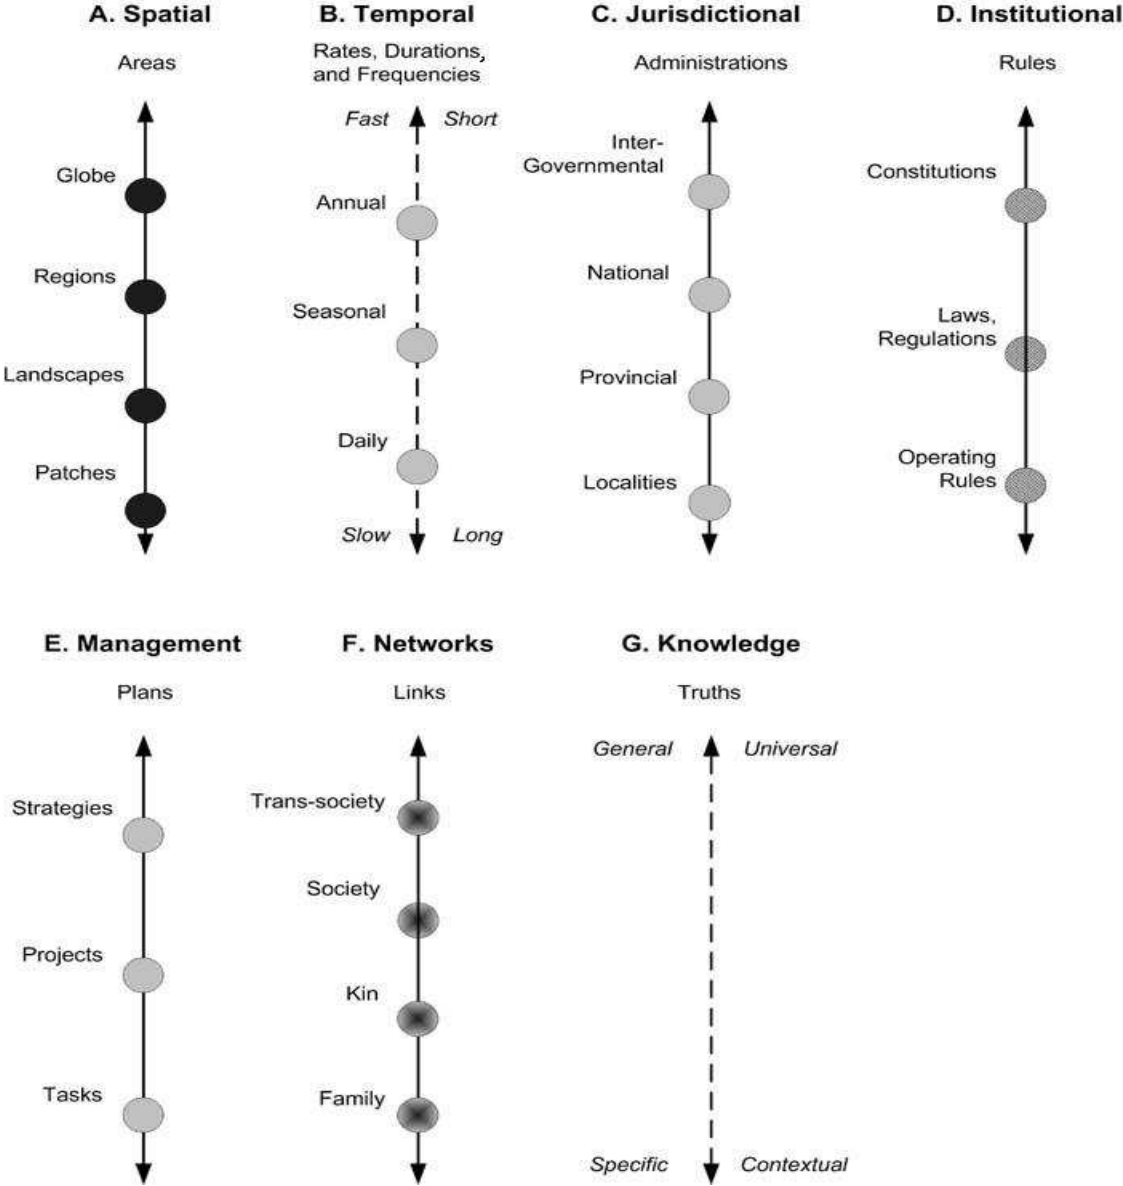 A. Spatial
Areas
Globe
Regions
Landscapes
Patches
B. Temporal
Rates, Durations,
and Frequencies
Fast Short
Annual
Seasonal
Daily
Slow Long
C. Jurisdictional
Administrations
Inter-
Governmental
National
Provincial
Localities
D. Institutional
Rules
Constitutions
Laws,
Regulations
Operating
Rules
E. Management
Plans
Strategies
Projects
Tasks
F. Networks
Links
Trans-society
Society
Kin
Family
G. Knowledge
Truths
General Universal
Specific Contextual